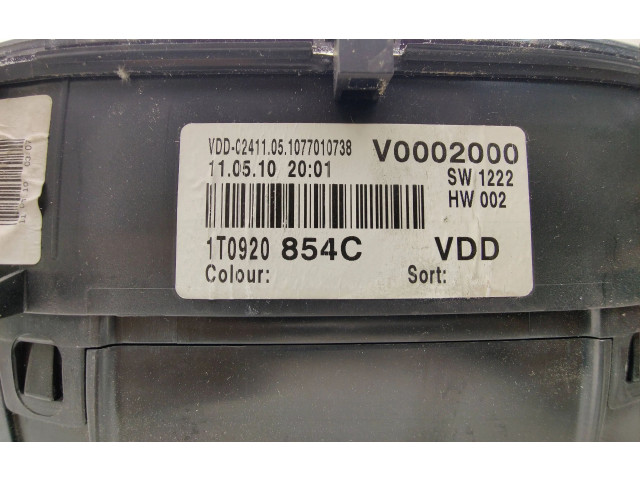 VDD-C2411.05.1077010738 V0002000
11.05.10 20:01 SW 1222
HW 002
1T0920 854C VDD
Colour: Sort: